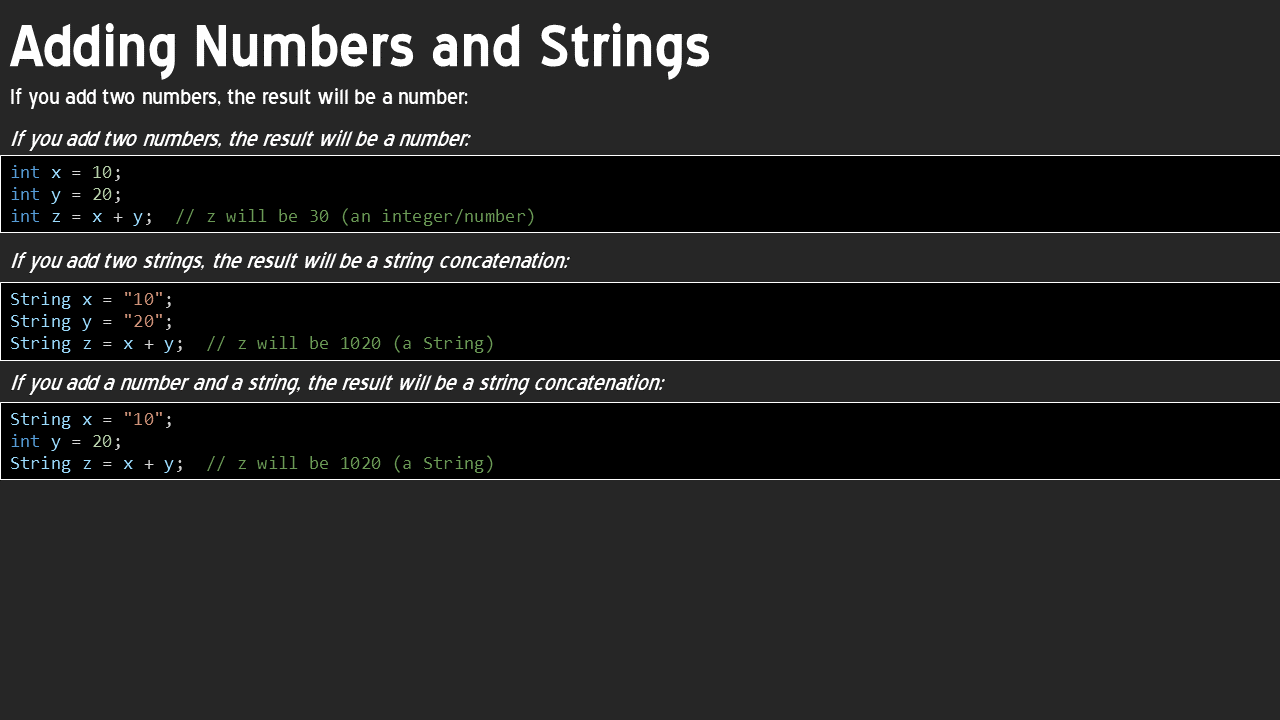 Adding Numbers and Strings
If you add two numbers, the result will be a number:
If you add two numbers, the result will be a number:
int x = 10;
int y = 20;
int z = x + y;  // z will be 30 (an integer/number)
If you add two strings, the result will be a string concatenation:
String x = "10";
String y = "20";
String z = x + y;  // z will be 1020 (a String)
If you add a number and a string, the result will be a string concatenation:
String x = "10";
int y = 20;
String z = x + y;  // z will be 1020 (a String)